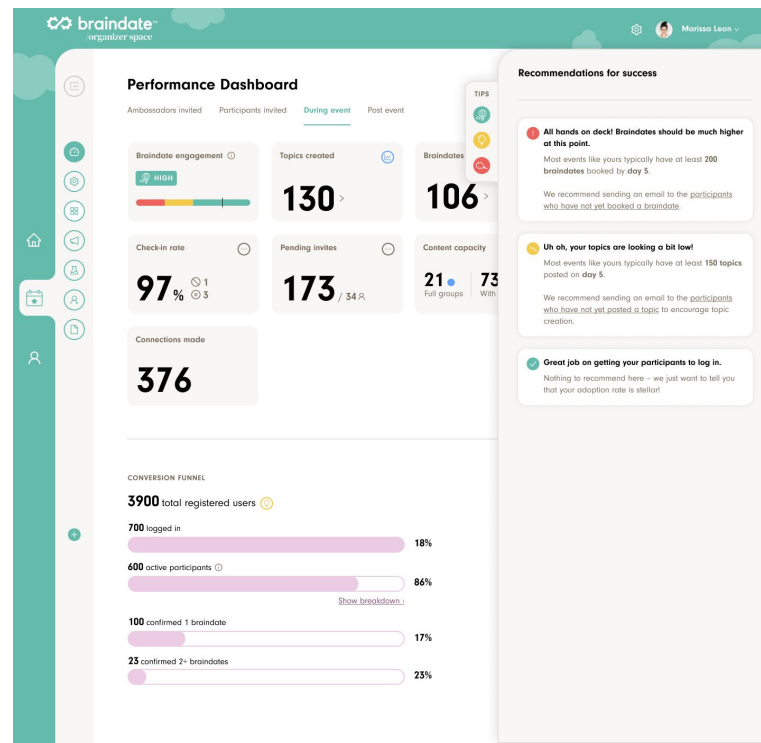 braindate™
/organizer space
Marissa Leon
Performance Dashboard
Ambassadors invited
Participants invited
During event
Post event
TIPS
Braindate engagement
HIGH
Topics created
130
Braindates
106
Check-in rate
97%
1
3
Pending invites
173 / 34
Content capacity
21
Full groups
73
With
Connections made
376
CONVERSION FUNNEL
3900 total registered users
700 logged in
18%
600 active participants
86%
Show breakdown
100 confirmed 1 braindate
17%
23 confirmed 2+ braindates
23%
Recommendations for success
All hands on deck! Braindates should be much higher
at this point.
Most events like yours typically have at least 200
braindates booked by day 5.
We recommend sending an email to the participants
who have not yet booked a braindate.
Uh oh, your topics are looking a bit low!
Most events like yours typically have at least 150 topics
posted on day 5.
We recommend sending an email to the participants
who have not yet posted a topic to encourage topic
creation.
Great job on getting your participants to log in.
Nothing to recommend here – we just want to tell you
that your adoption rate is stellar!